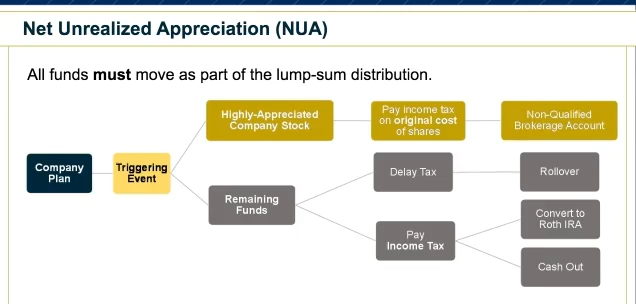 Net Unrealized Appreciation (NUA)
All funds must move as part of the lump-sum distribution.
Highly-Appreciated
Company Stock
Pay income tax
on original cost
of shares
Non-Qualified
Brokerage Account
Company
Plan
Triggering
Event
Delay Tax
Rollover
Remaining
Funds
Pay
Income Tax
Convert to
Roth IRA
Cash Out